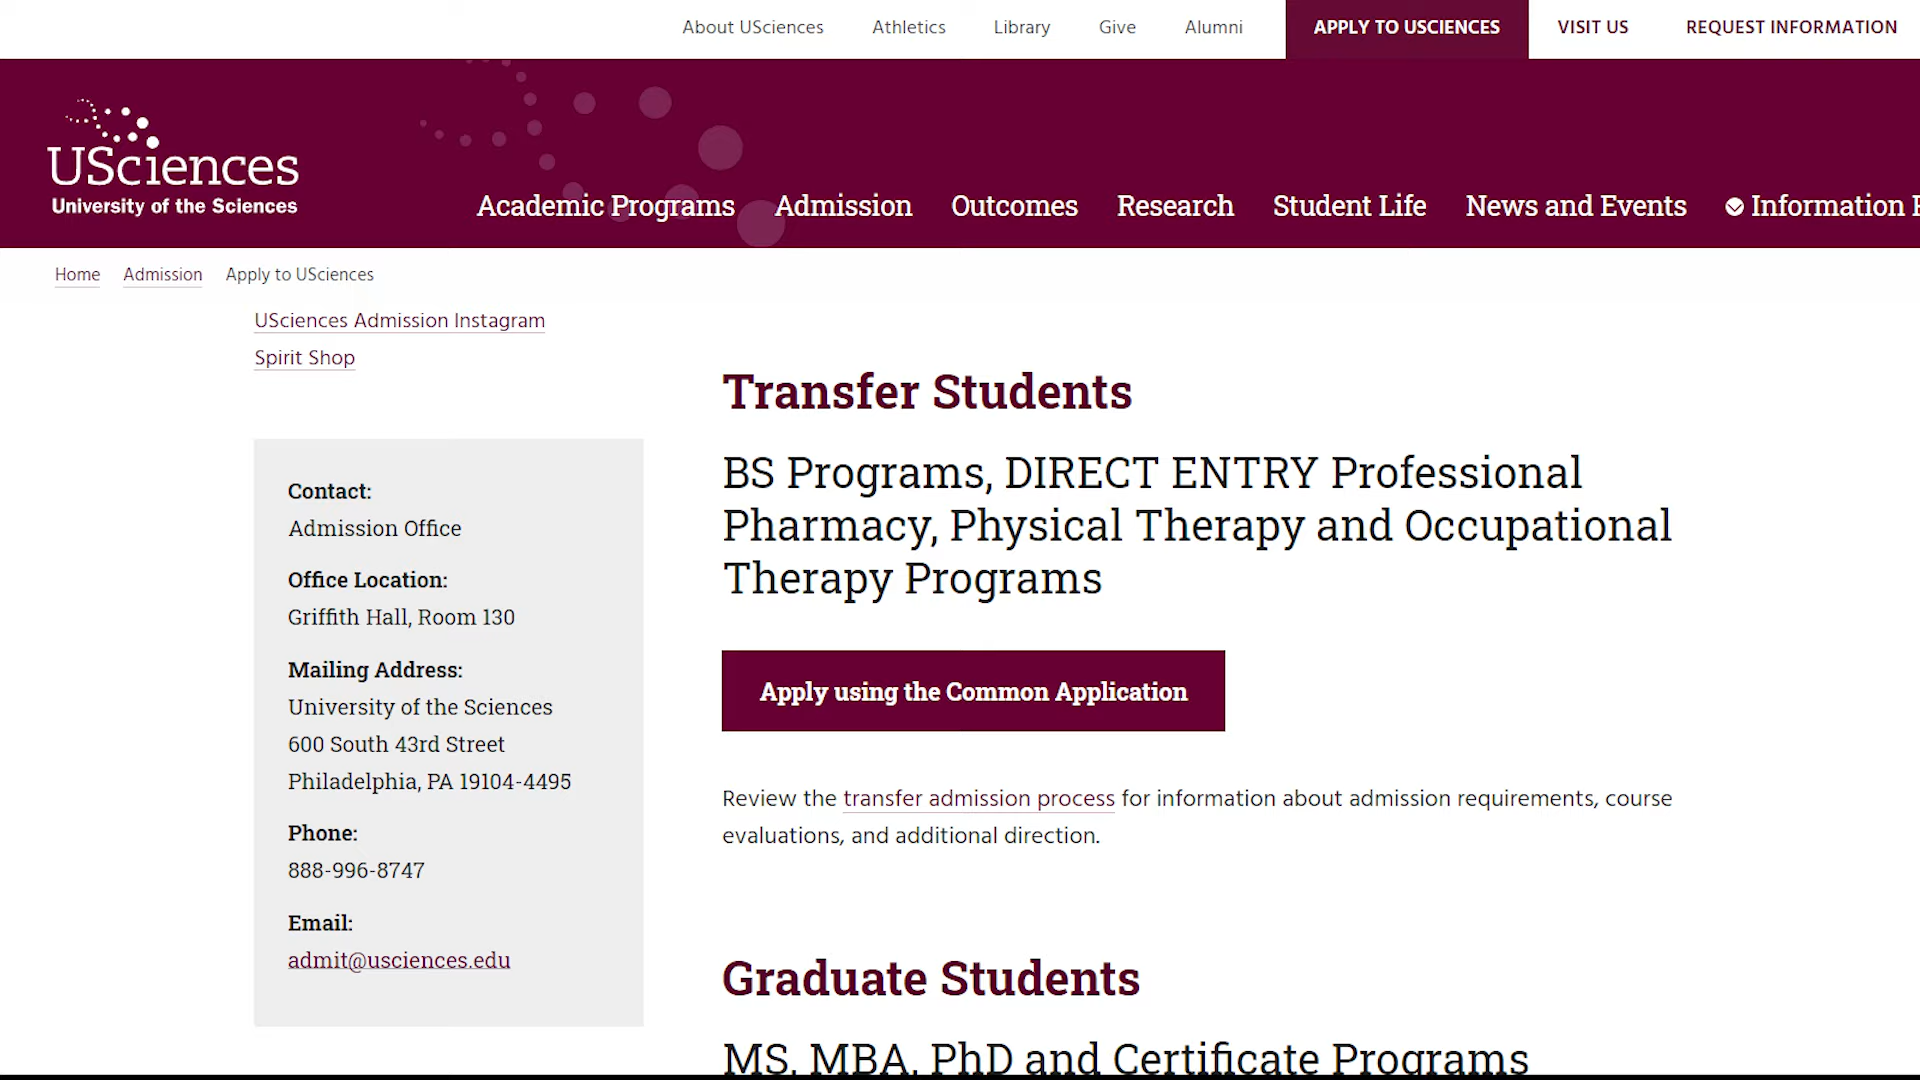 About USciences Athletics Library Give Alumni APPLY TO USCIENCES VISIT US REQUEST INFORMATION
USciences
University of the Sciences
Academic Programs Admission Outcomes Research Student Life News and Events Information
Home Admission Apply to USciences
USciences Admission Instagram
Spirit Shop
Contact:
Admission Office
Office Location:
Griffith Hall, Room 130
Mailing Address:
University of the Sciences
600 South 43rd Street
Philadelphia, PA 19104-4495
Phone:
888-996-8747
Email:
admit@usciences.edu
Transfer Students
BS Programs, DIRECT ENTRY Professional
Pharmacy, Physical Therapy and Occupational
Therapy Programs
Apply using the Common Application
Review the transfer admission process for information about admission requirements, course
evaluations, and additional direction.
Graduate Students
MS, MBA, PhD and Certificate Programs